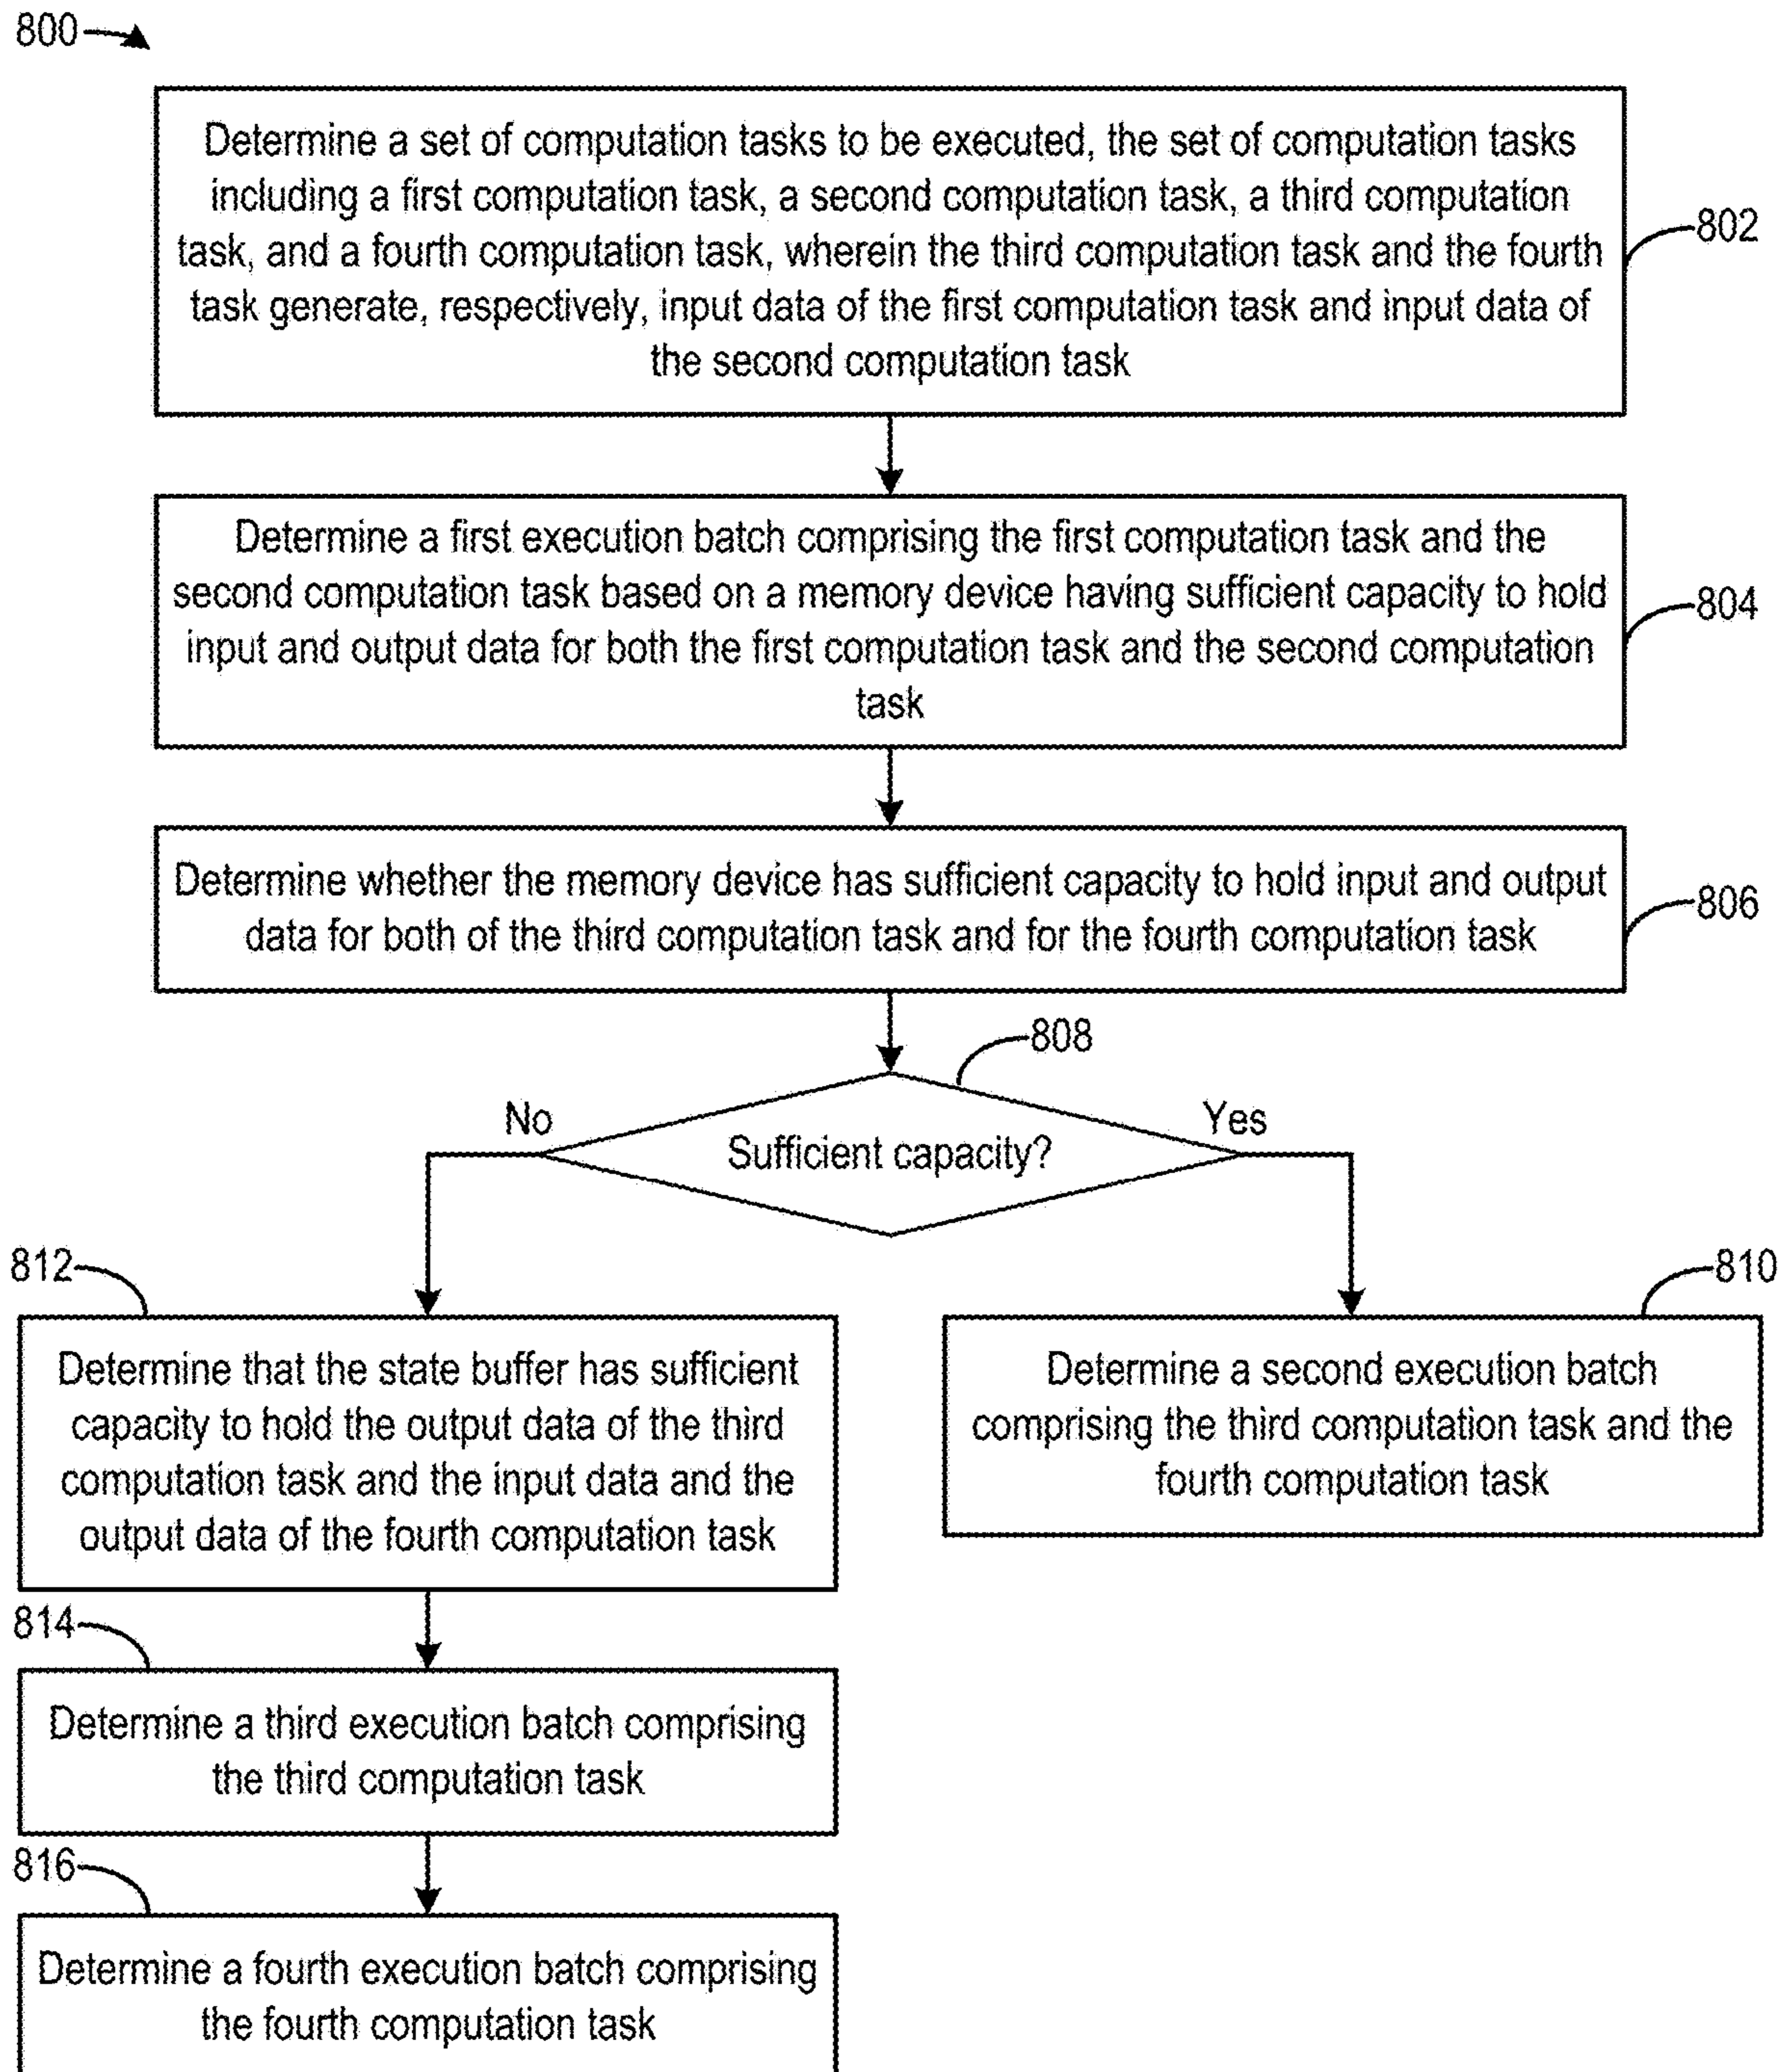 800
Determine a set of computation tasks to be executed, the set of computation tasks
including a first computation task, a second computation task, a third computation
task, and a fourth computation task, wherein the third computation task and the fourth
task generate, respectively, input data of the first computation task and input data of
the second computation task
802
Determine a first execution batch comprising the first computation task and the
second computation task based on a memory device having sufficient capacity to hold
input and output data for both the first computation task and the second computation
task
804
Determine whether the memory device has sufficient capacity to hold input and output
data for both of the third computation task and for the fourth computation task
806
808
No
Yes
Sufficient capacity?
812
810
Determine that the state buffer has sufficient
capacity to hold the output data of the third
computation task and the input data and the
output data of the fourth computation task
Determine a second execution batch
comprising the third computation task and the
fourth computation task
814
Determine a third execution batch comprising
the third computation task
816
Determine a fourth execution batch comprising
the fourth computation task